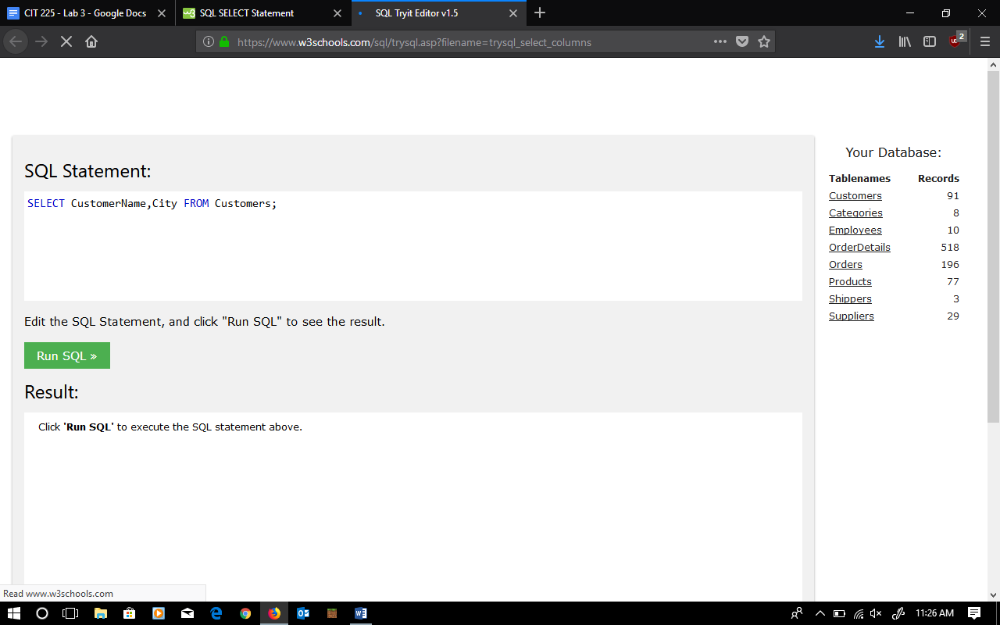 CIT 225 - Lab 3 - Google Docs
SQL SELECT Statement
SQL Tryit Editor v1.5
https://www.w3schools.com/sql/trysql.asp?filename=trysql_select_columns
2
SQL Statement:
SELECT CustomerName,City FROM Customers;
Edit the SQL Statement, and click "Run SQL" to see the result.
Run SQL »
Result:
Click 'Run SQL' to execute the SQL statement above.
Your Database:
Tablenames Records
Customers 91
Categories 8
Employees 10
OrderDetails 518
Orders 196
Products 77
Shippers 3
Suppliers 29
Read www.w3schools.com
11:26 AM